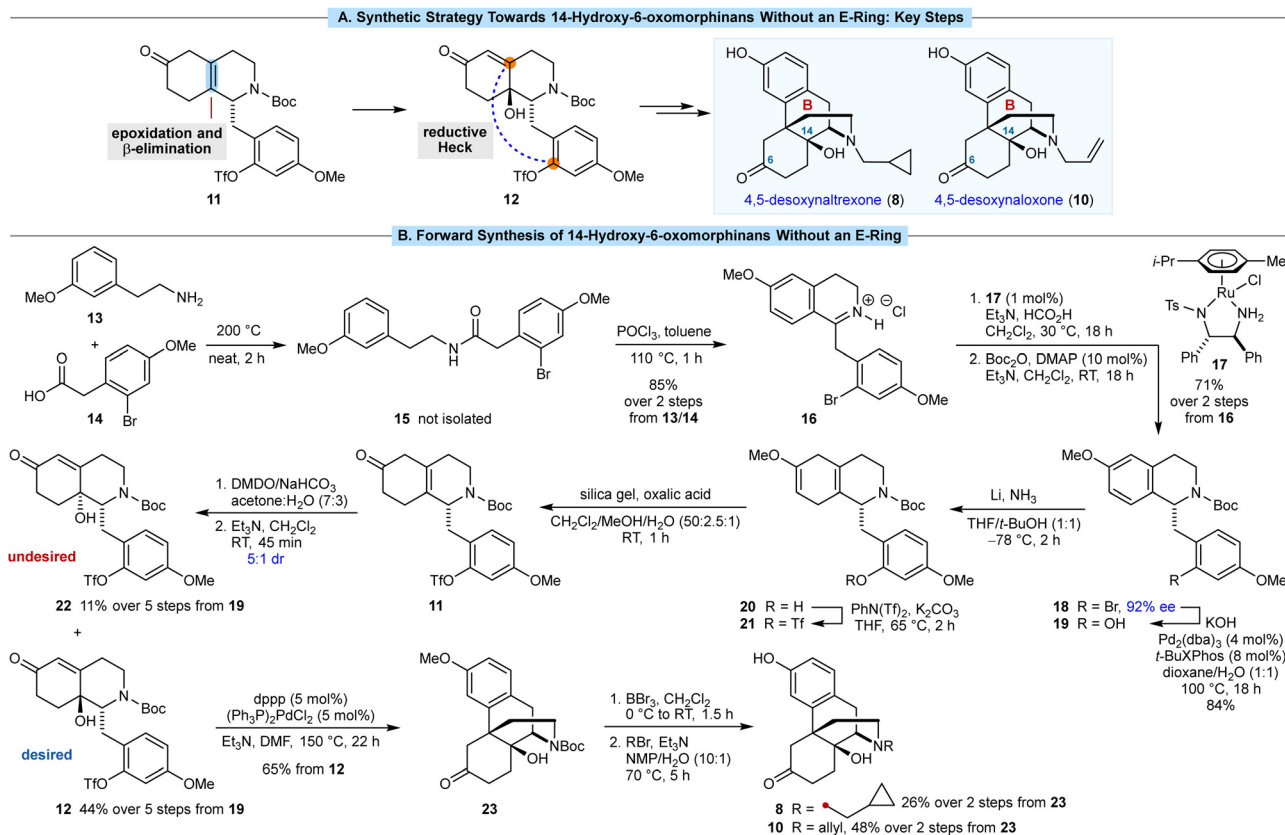 A. Synthetic Strategy Towards 14-Hydroxy-6-oxomorphinans Without an E-Ring: Key Steps
O
N
Boc
epoxidation and
β-elimination
TfO
OMe
11
O
N
Boc
OH
reductive
Heck
TfO
OMe
12
HO
B
14
6
OH
N
O
4,5-desoxynaltrexone (8)
HO
B
14
6
OH
N
O
4,5-desoxynaloxone (10)
B. Forward Synthesis of 14-Hydroxy-6-oxomorphinans Without an E-Ring
MeO
NH2
13
+
OMe
O
HO
Br
14
200 °C
neat, 2 h
MeO
N
H
O
OMe
Br
15 not isolated
POCl3, toluene
110 °C, 1 h
85%
over 2 steps
from 13/14
MeO
N
H
⊕
⊖
Cl
Br
OMe
16
1. 17 (1 mol%)
Et3N, HCO2H
CH2Cl2, 30 °C, 18 h
2. Boc2O, DMAP (10 mol%)
Et3N, CH2Cl2, RT, 18 h
i-Pr
Me
Ru
Cl
Ts
N
NH2
Ph
Ph
17
71%
over 2 steps
from 16
O
N
Boc
OH
undesired
TfO
OMe
22 11% over 5 steps from 19
+
1. DMDO/NaHCO3
acetone:H2O (7:3)
2. Et3N, CH2Cl2
RT, 45 min
5:1 dr
O
N
Boc
TfO
OMe
11
silica gel, oxalic acid
CH2Cl2/MeOH/H2O (50:2.5:1)
RT, 1 h
MeO
N
Boc
RO
OMe
20 R = H
21 R = Tf
PhN(Tf)2, K2CO3
THF, 65 °C, 2 h
Li, NH3
THF/t-BuOH (1:1)
−78 °C, 2 h
MeO
N
Boc
R
OMe
18 R = Br, 92% ee
19 R = OH
KOH
Pd2(dba)3 (4 mol%)
t-BuXPhos (8 mol%)
dioxane/H2O (1:1)
100 °C, 18 h
84%
O
N
Boc
OH
desired
TfO
OMe
12 44% over 5 steps from 19
dppp (5 mol%)
(Ph3P)2PdCl2 (5 mol%)
Et3N, DMF, 150 °C, 22 h
65% from 12
MeO
NBoc
OH
O
23
1. BBr3, CH2Cl2
0 °C to RT, 1.5 h
2. RBr, Et3N
NMP/H2O (10:1)
70 °C, 5 h
HO
NR
OH
O
8 R = 26% over 2 steps from 23
10 R = allyl, 48% over 2 steps from 23